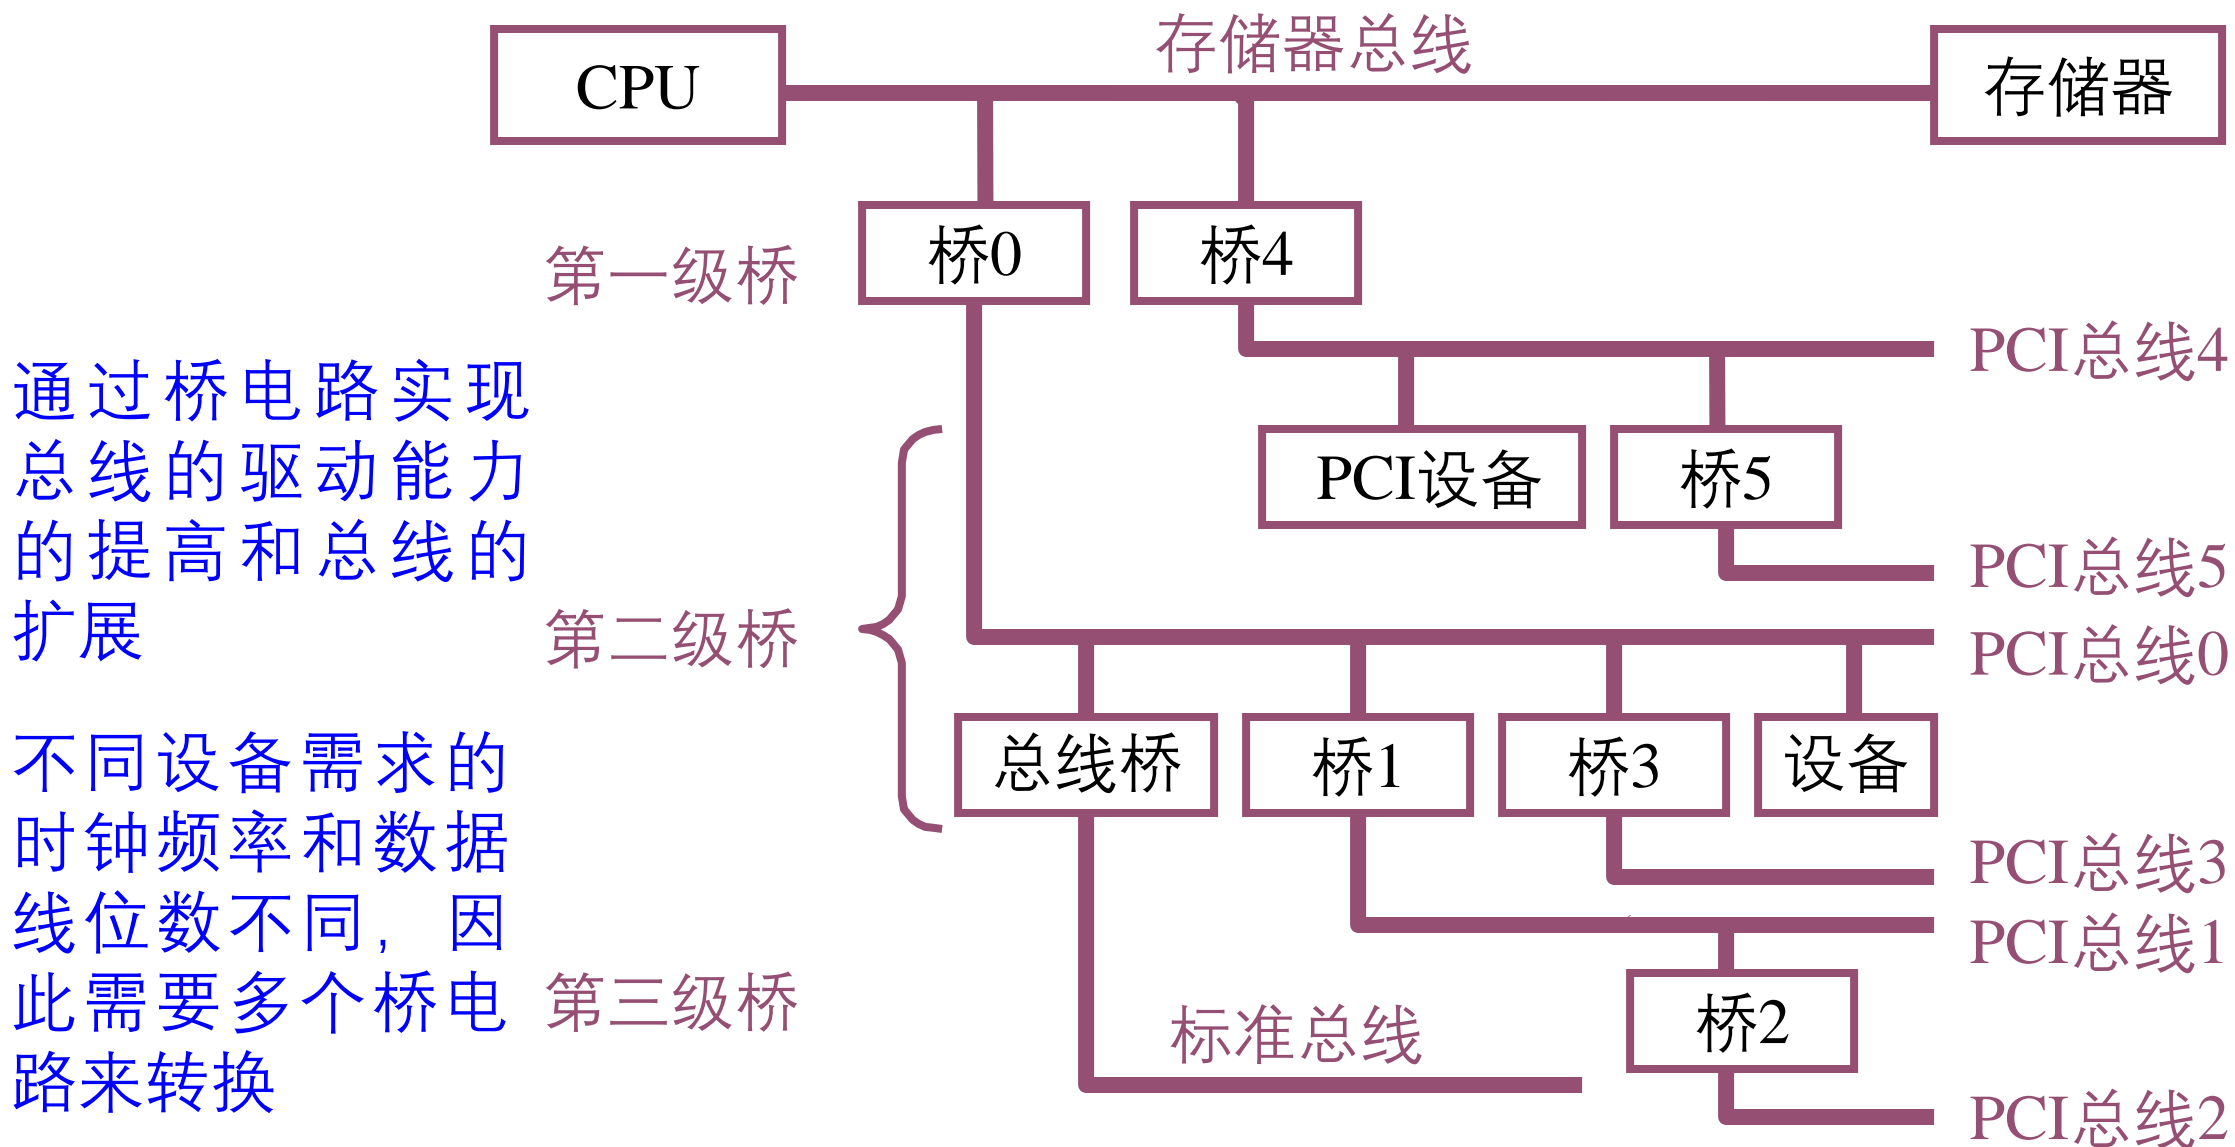 存储器总线
CPU
存储器
桥0
桥4
第一级桥
PCI总线4
通过桥电路实现
总线的驱动能力
的提高和总线的
扩展
PCI设备
桥5
PCI总线5
第二级桥
PCI总线0
不同设备需求的
时钟频率和数据
线位数不同，因
此需要多个桥电
路来转换
总线桥
桥1
桥3
设备
PCI总线3
PCI总线1
第三级桥
标准总线
桥2
PCI总线2